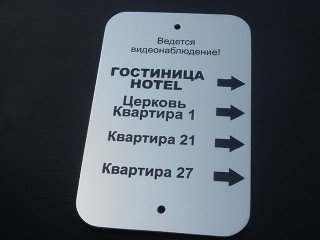 Ведется
видеонаблюдение!
ГОСТИНИЦА
HOTEL
Церковь
Квартира 1
Квартира 21
Квартира 27